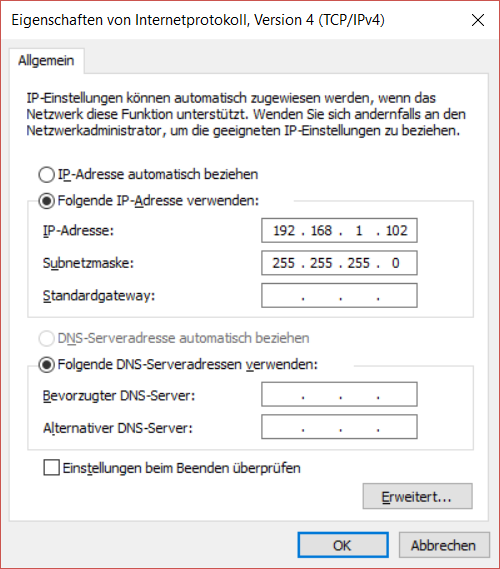 Eigenschaften von Internetprotokoll, Version 4 (TCP/IPv4)
Allgemein
IP-Einstellungen können automatisch zugewiesen werden, wenn das
Netzwerk diese Funktion unterstützt. Wenden Sie sich andernfalls an den
Netzwerkadministrator, um die geeigneten IP-Einstellungen zu beziehen.
IP-Adresse automatisch beziehen
Folgende IP-Adresse verwenden:
IP-Adresse: 192 . 168 . 1 . 102
Subnetzmaske: 255 . 255 . 255 . 0
Standardgateway: . . .
DNS-Serveradresse automatisch beziehen
Folgende DNS-Serveradressen verwenden:
Bevorzugter DNS-Server: . . .
Alternativer DNS-Server: . . .
Einstellungen beim Beenden überprüfen
Erweitert...
OK Abbrechen